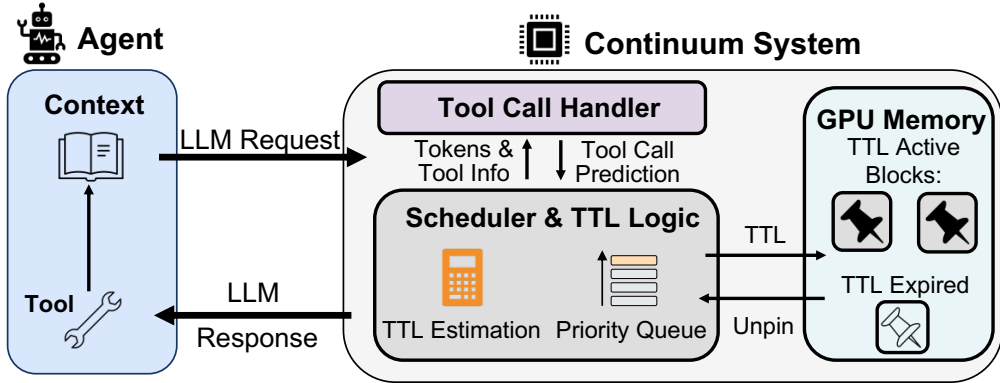 Agent
Continuum System
Context
Tool
LLM Request
LLM
Response
Tool Call Handler
Tokens &
Tool Info
Tool Call
Prediction
Scheduler & TTL Logic
TTL Estimation
Priority Queue
TTL
Unpin
GPU Memory
TTL Active
Blocks:
TTL Expired